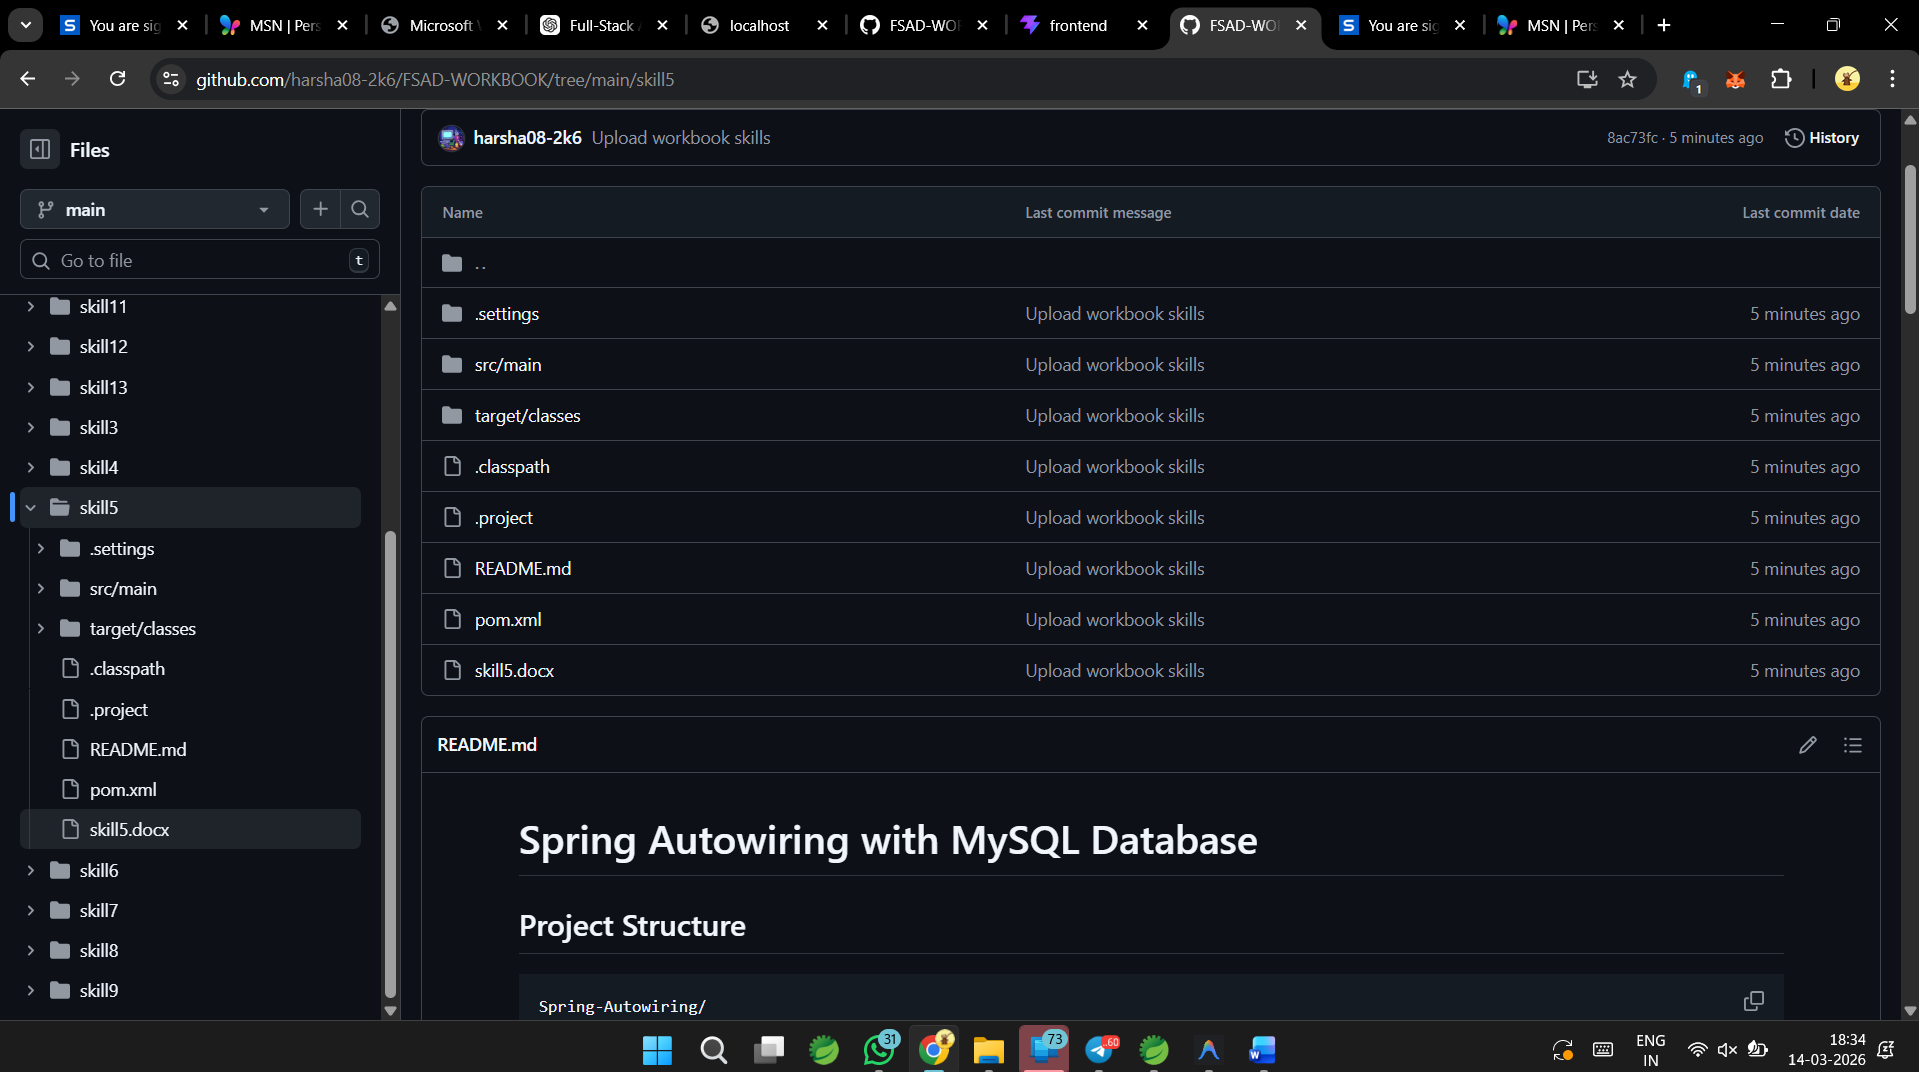 You are sig
MSN | Pers
Microsoft
Full-Stack
localhost
FSAD-WO
frontend
FSAD-WO
You are sig
MSN | Pers
github.com/harsha08-2k6/FSAD-WORKBOOK/tree/main/skill5
1
Files
main
Go to file
t
skill11
skill12
skill13
skill3
skill4
skill5
.settings
src/main
target/classes
.classpath
.project
README.md
pom.xml
skill5.docx
skill6
skill7
skill8
skill9
harsha08-2k6 Upload workbook skills
8ac73fc · 5 minutes ago
History
Name Last commit message Last commit date
..
.settings Upload workbook skills 5 minutes ago
src/main Upload workbook skills 5 minutes ago
target/classes Upload workbook skills 5 minutes ago
.classpath Upload workbook skills 5 minutes ago
.project Upload workbook skills 5 minutes ago
README.md Upload workbook skills 5 minutes ago
pom.xml Upload workbook skills 5 minutes ago
skill5.docx Upload workbook skills 5 minutes ago
README.md
Spring Autowiring with MySQL Database
Project Structure
Spring-Autowiring/
31
73
60
W
ENG
IN
18:34
14-03-2026